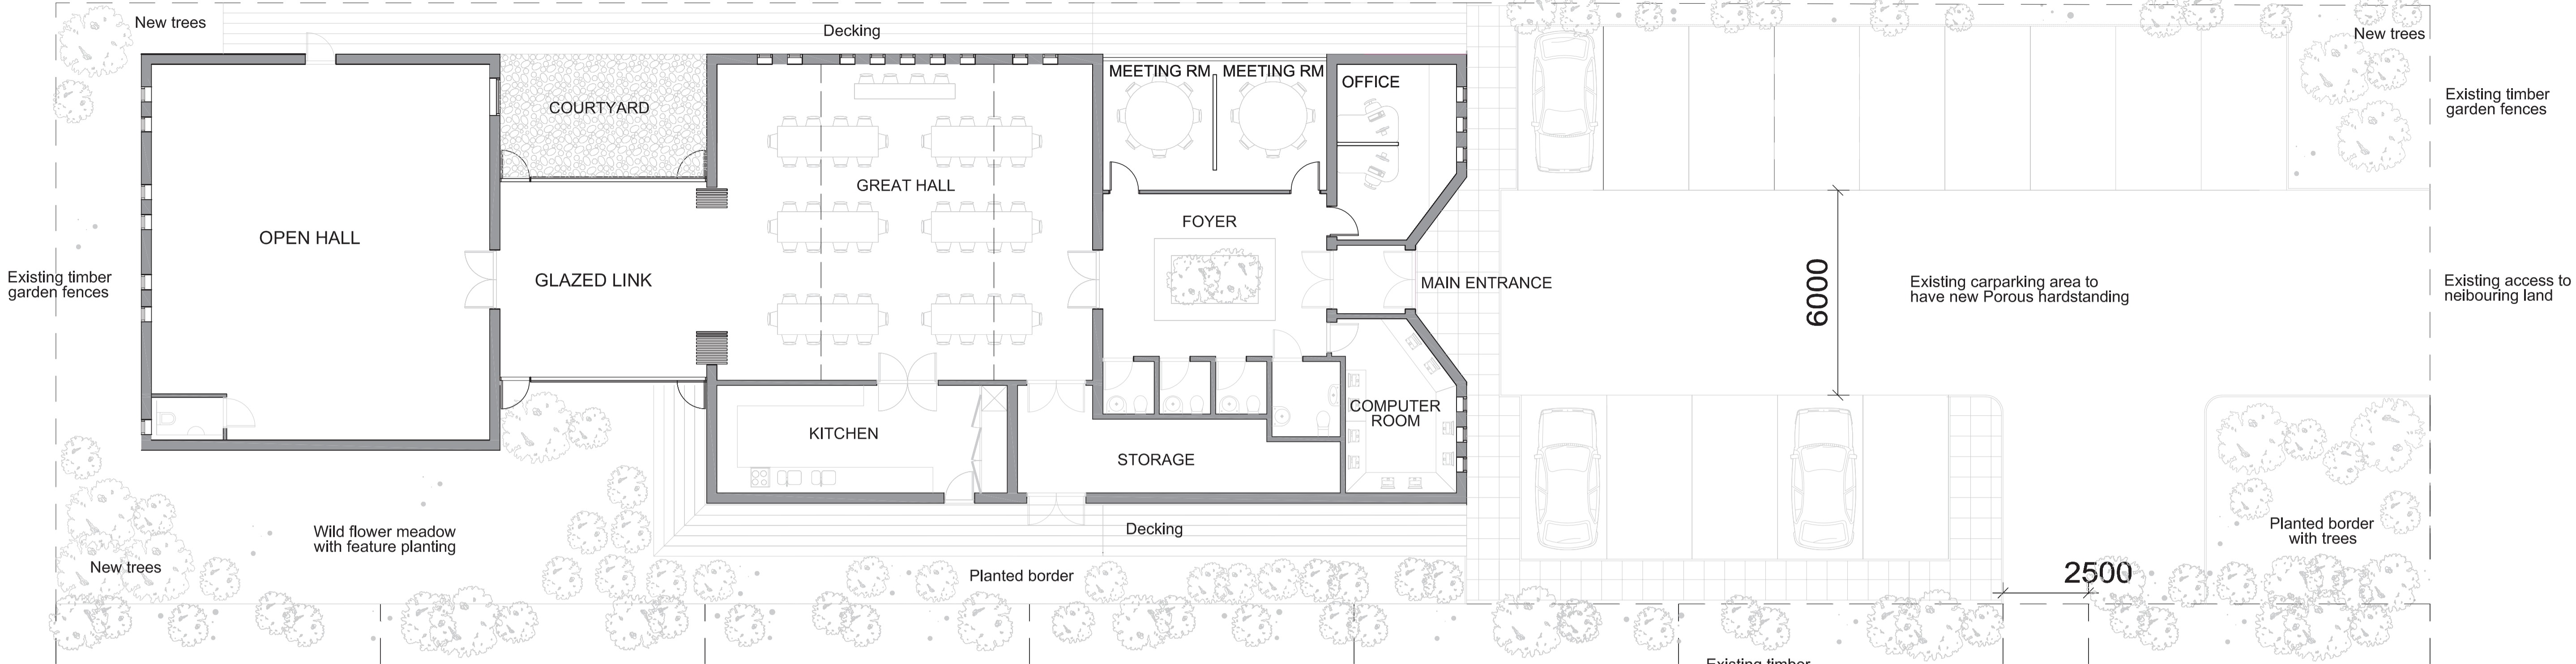 New trees
Decking
New trees
MEETING RM
MEETING RM
OFFICE
COURTYARD
Existing timber
garden fences
GREAT HALL
FOYER
OPEN HALL
GLAZED LINK
MAIN ENTRANCE
Existing timber
garden fences
6000
Existing carparking area to
have new Porous hardstanding
Existing access to
neibouring land
COMPUTER
ROOM
KITCHEN
STORAGE
Wild flower meadow
with feature planting
Decking
Planted border
with trees
New trees
Planted border
2500
Existing timber